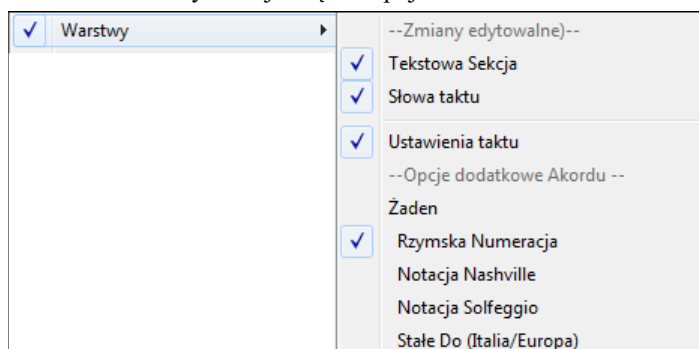 Warstwy
--Zmiany edytowalne)--
Tekstowa Sekcja
Słowa taktu
Ustawienia taktu
--Opcje dodatkowe Akordu --
Żaden
Rzymska Numeracja
Notacja Nashville
Notacja Solfeggio
Stałe Do (Italia/Europa)